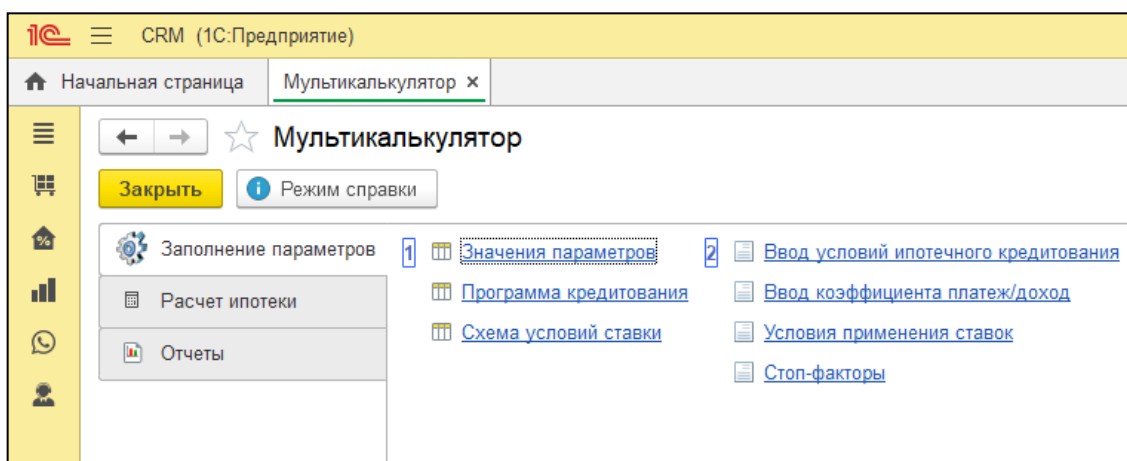 1С CRM (1С:Предприятие)
Начальная страница Мультикалькулятор ×
Мультикалькулятор
Закрыть i Режим справки
Заполнение параметров 1 Значения параметров 2 Ввод условий ипотечного кредитования
Расчет ипотеки Программа кредитования Ввод коэффициента платеж/доход
Отчеты Схема условий ставки Условия применения ставок
Стоп-факторы